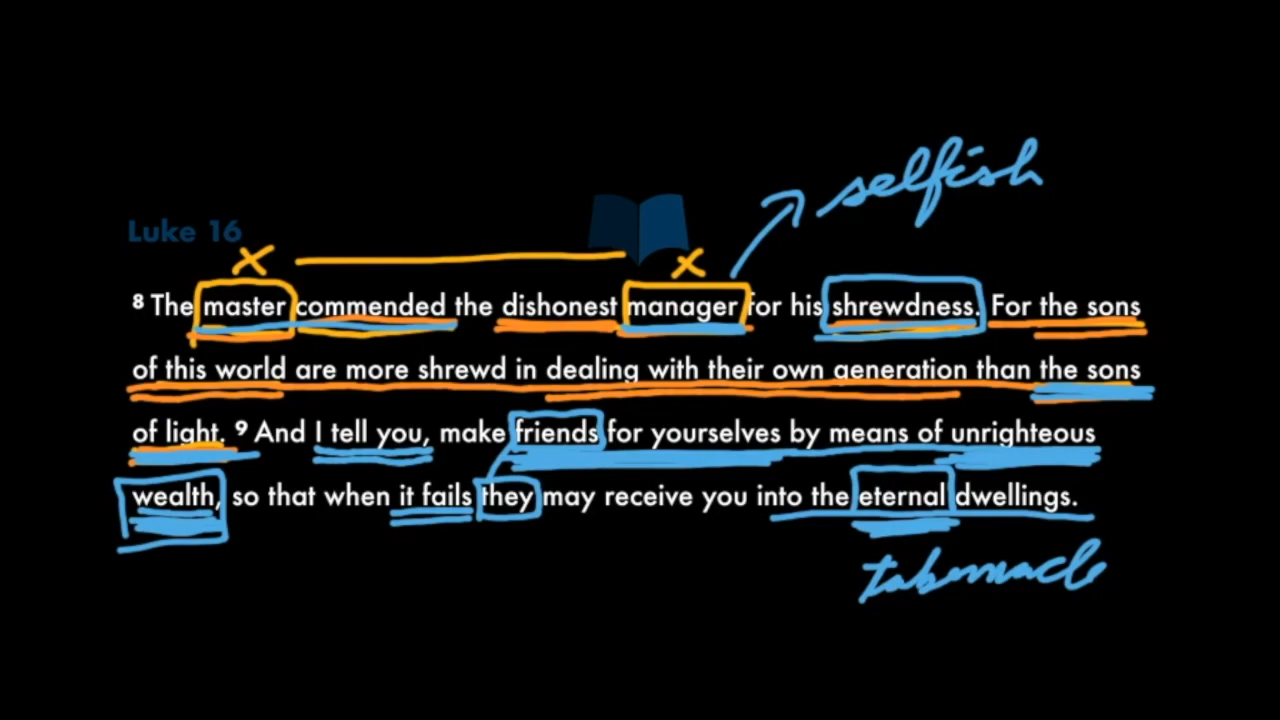 selfish
Luke 16
8 The master commended the dishonest manager for his shrewdness. For the sons
of this world are more shrewd in dealing with their own generation than the sons
of light. 9 And I tell you, make friends for yourselves by means of unrighteous
wealth, so that when it fails they may receive you into the eternal dwellings.
tabernacle